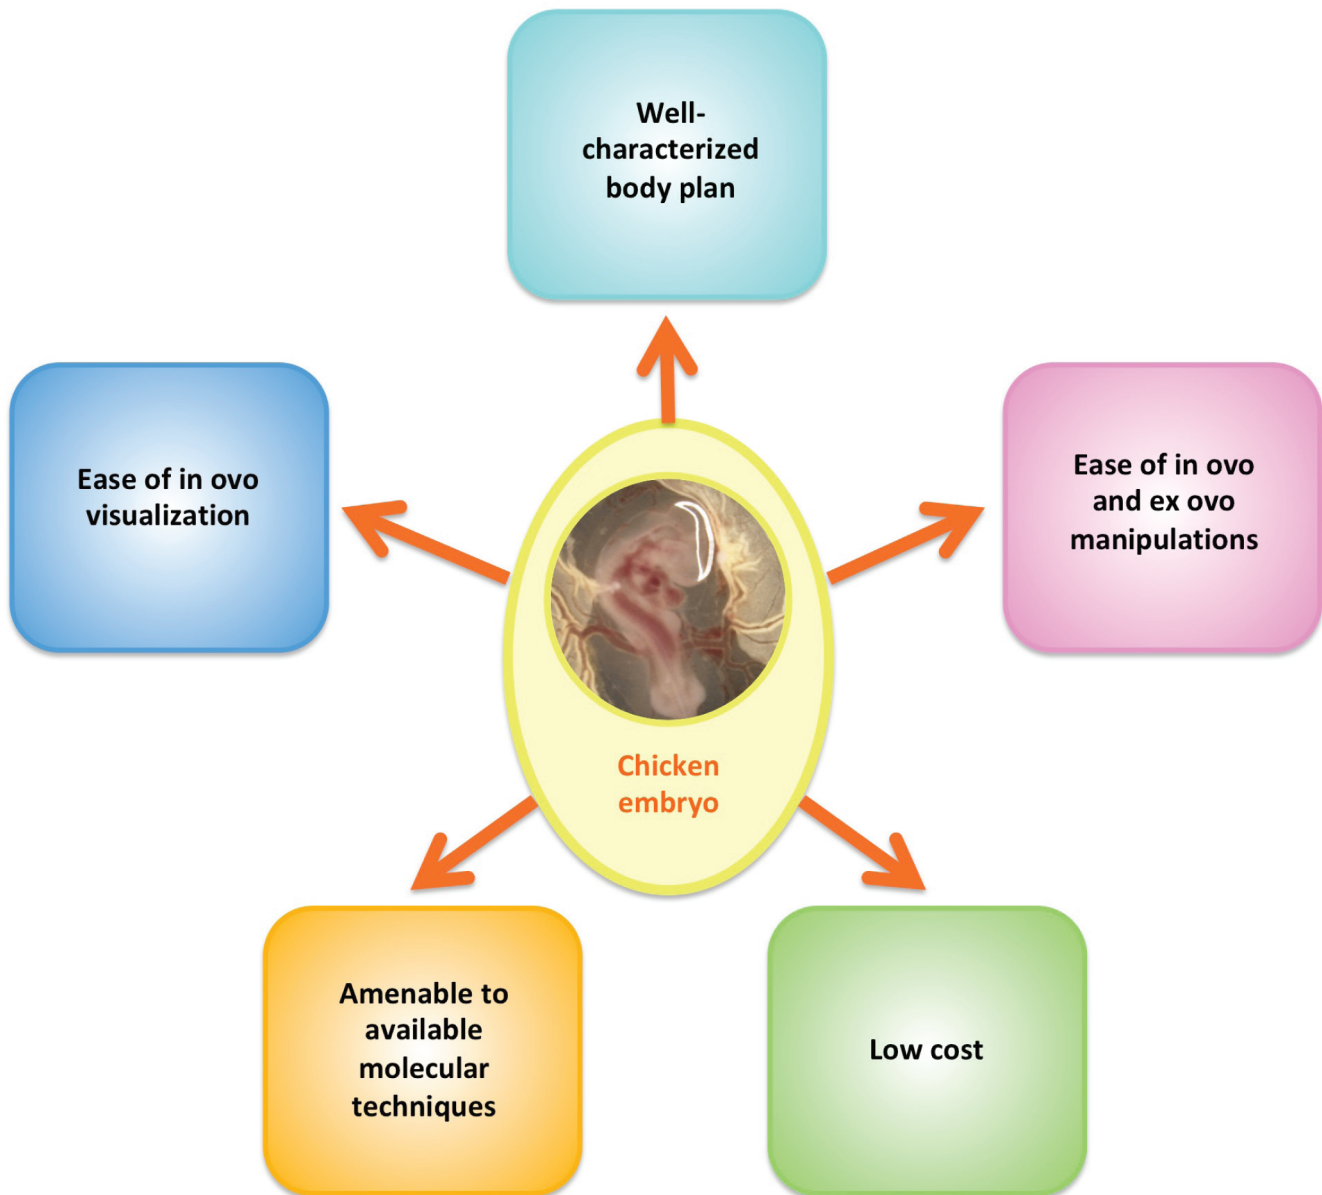 Well-
characterized
body plan
Ease of in ovo
visualization
Ease of in ovo
and ex ovo
manipulations
Chicken
embryo
Amenable to
available
molecular
techniques
Low cost